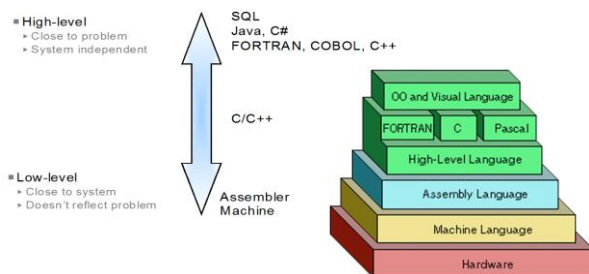 High-level
Close to problem
System independent
SQL
Java, C#
FORTRAN, COBOL, C++
C/C++
Low-level
Close to system
Doesn't reflect problem
Assembler
Machine
OO and Visual Language
FORTRAN
C
Pascal
High-Level Language
Assembly Language
Machine Language
Hardware